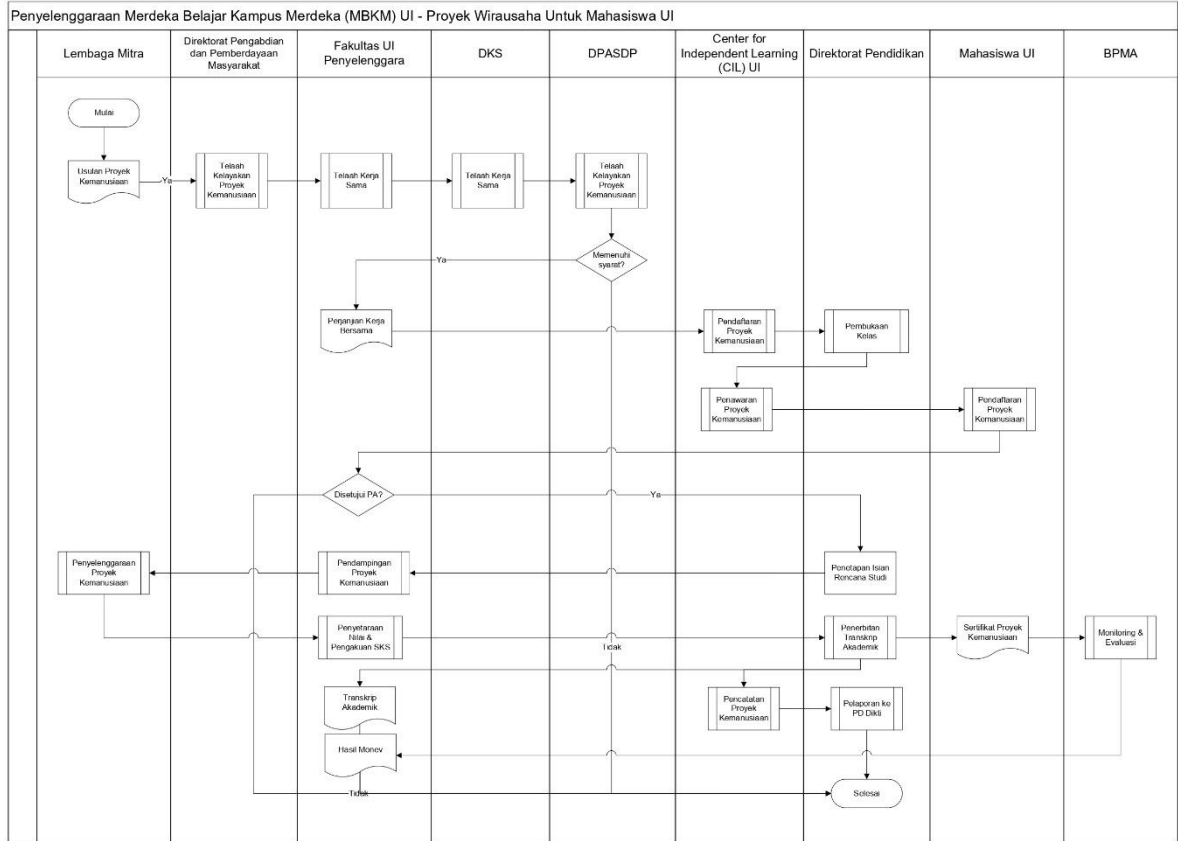 Penyelenggaraan Merdeka Belajar Kampus Merdeka (MBKM) UI - Proyek Wirausaha Untuk Mahasiswa UI
Lembaga Mitra
Direktorat Pengabdian
dan Pemberdayaan
Masyarakat
Fakultas UI
Penyelenggara
DKS
DPASDP
Center for
Independent Learning
(CIL) UI
Direktorat Pendidikan
Mahasiswa UI
BPMA
Mulai
Usulan Proyek
Kemanusiaan
Ya
Telaah
Kelayakan
Proyek
Kemanusiaan
Telaah Kerja
Sama
Telaah Kerja
Sama
Telaah
Kelayakan
Proyek
Kemanusiaan
Memenuhi
syarat?
Ya
Perjanjian Kerja
Bersama
Pendaftaran
Proyek
Kemanusiaan
Pembukaan
Kelas
Penawaran
Proyek
Kemanusiaan
Pendaftaran
Proyek
Kemanusiaan
Disetujui PA?
Ya
Penyelenggaraan
Proyek
Kemanusiaan
Pendampingan
Proyek
Kemanusiaan
Penetapan Isian
Rencana Studi
Penyetaraan
Nilai &
Pengakuan SKS
Tidak
Penerbitan
Transkrip
Akademik
Sertifikat Proyek
Kemanusiaan
Monitoring &
Evaluasi
Transkrip
Akademik
Pencatatan
Proyek
Kemanusiaan
Pelaporan ke
PD Dikti
Hasil Monev
Tidak
Selesai